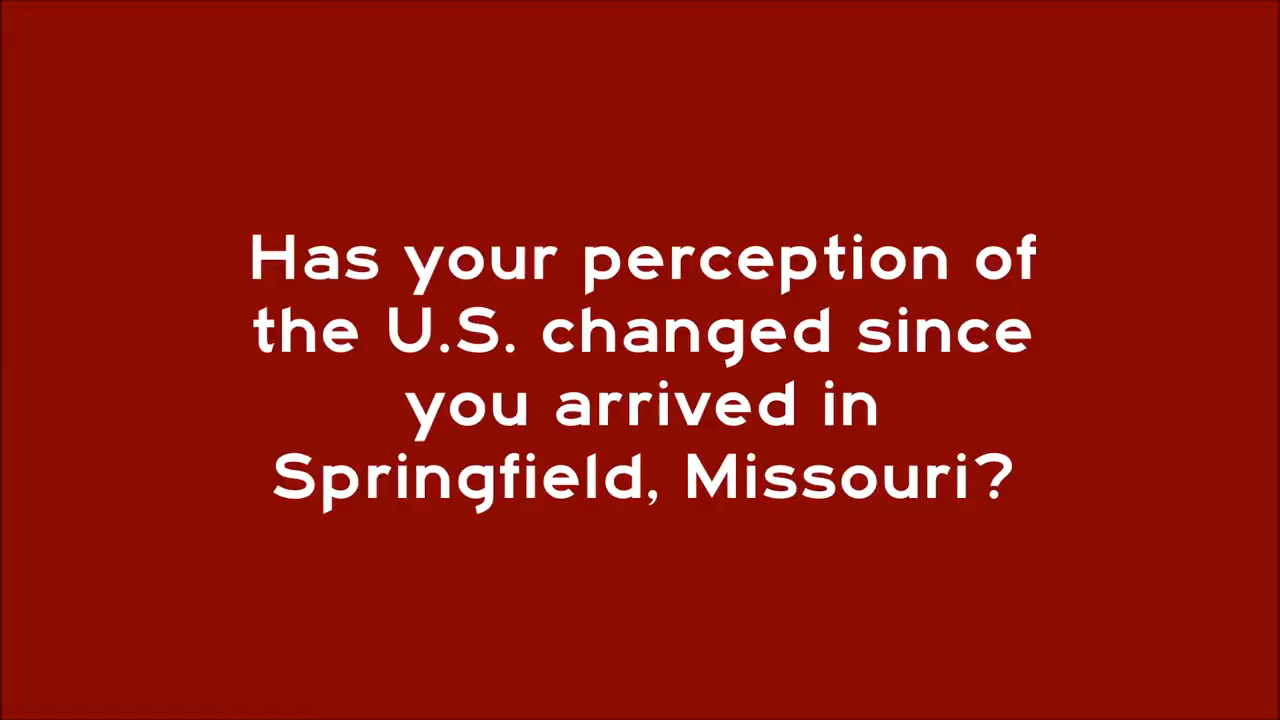 Has your perception of
the U.S. changed since
you arrived in
Springfield, Missouri?